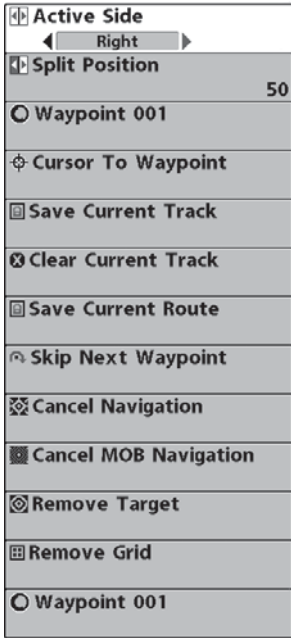 Active Side
Right
Split Position
50
Waypoint 001
Cursor To Waypoint
Save Current Track
Clear Current Track
Save Current Route
Skip Next Waypoint
Cancel Navigation
Cancel MOB Navigation
Remove Target
Remove Grid
Waypoint 001